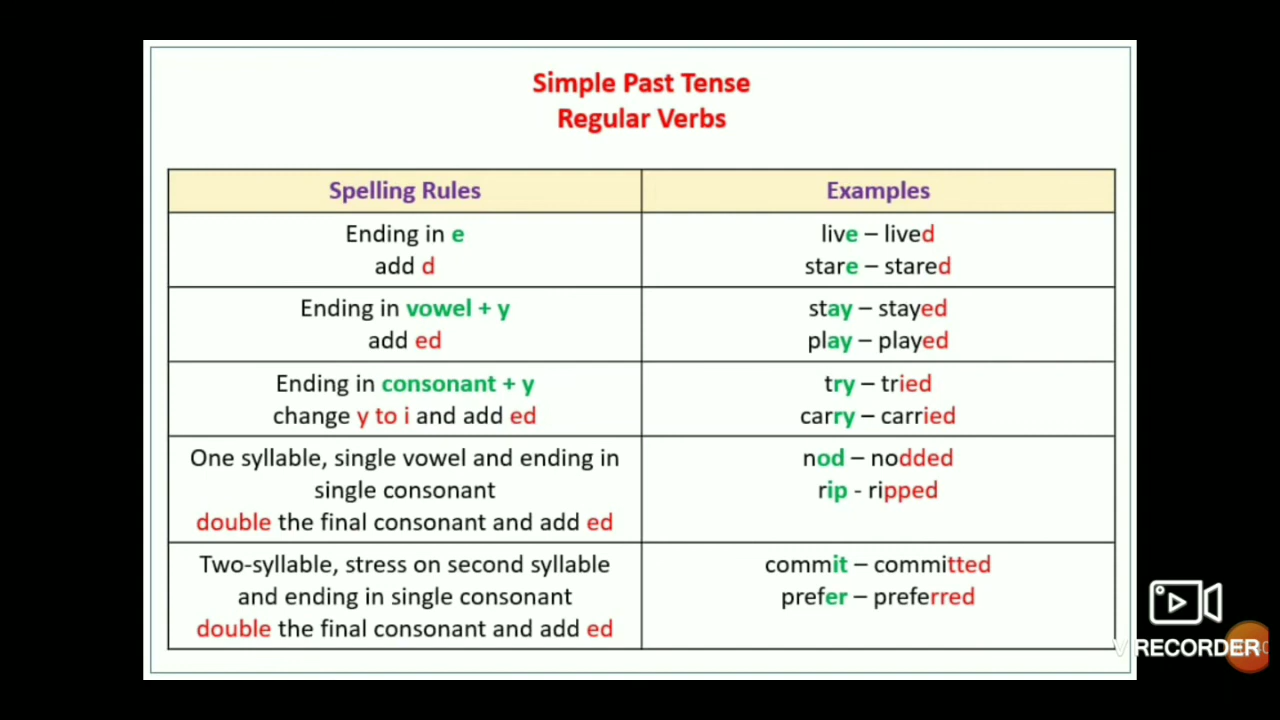 Simple Past Tense
Regular Verbs
Spelling Rules
Examples
Ending in e
add d
live – lived
stare – stared
Ending in vowel + y
add ed
stay – stayed
play – played
Ending in consonant + y
change y to i and add ed
try – tried
carry – carried
One syllable, single vowel and ending in
single consonant
double the final consonant and add ed
nod – nodded
rip - ripped
Two-syllable, stress on second syllable
and ending in single consonant
double the final consonant and add ed
commit – committed
prefer – preferred
V RECORDER